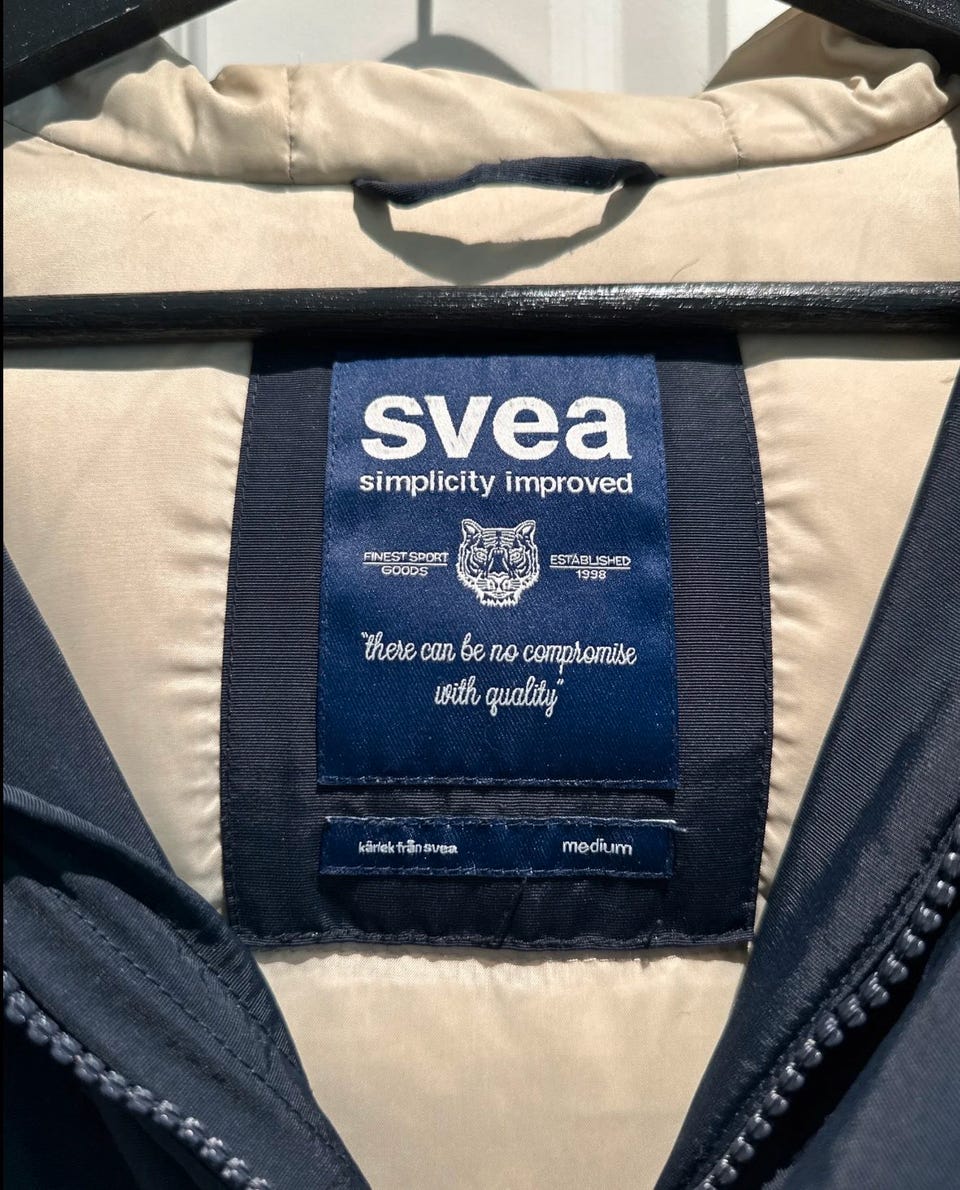 svea
simplicity improved
FINEST SPORT
GOODS
ESTABLISHED
1998
"there can be no compromise
with quality"
kärlek från svea
medium